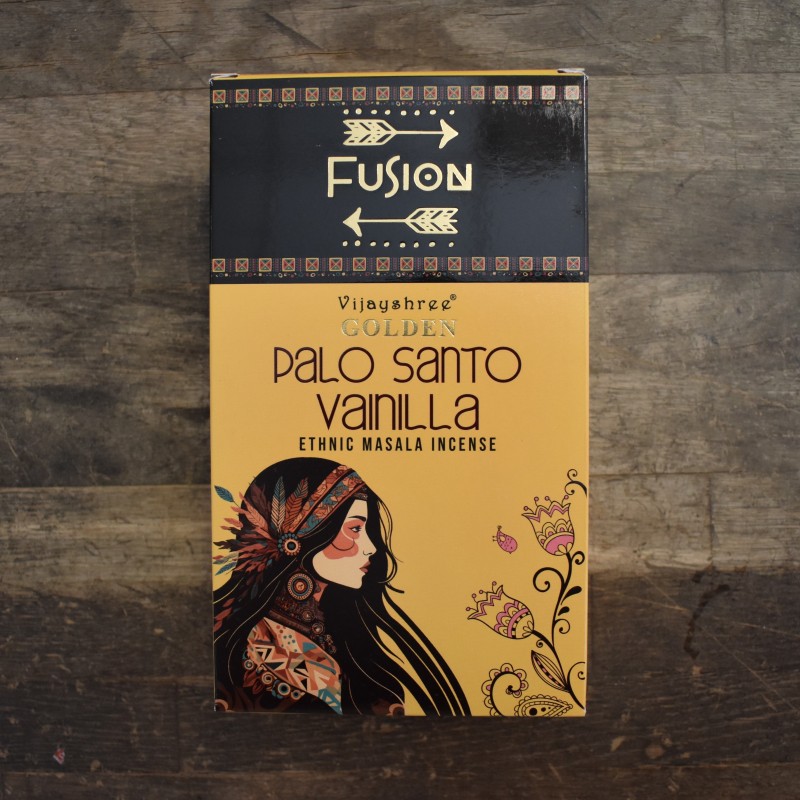 FUSION
Vijayshree®
GOLDEN
PALO SANTO
VAINILLA
ETHNIC MASALA INCENSE